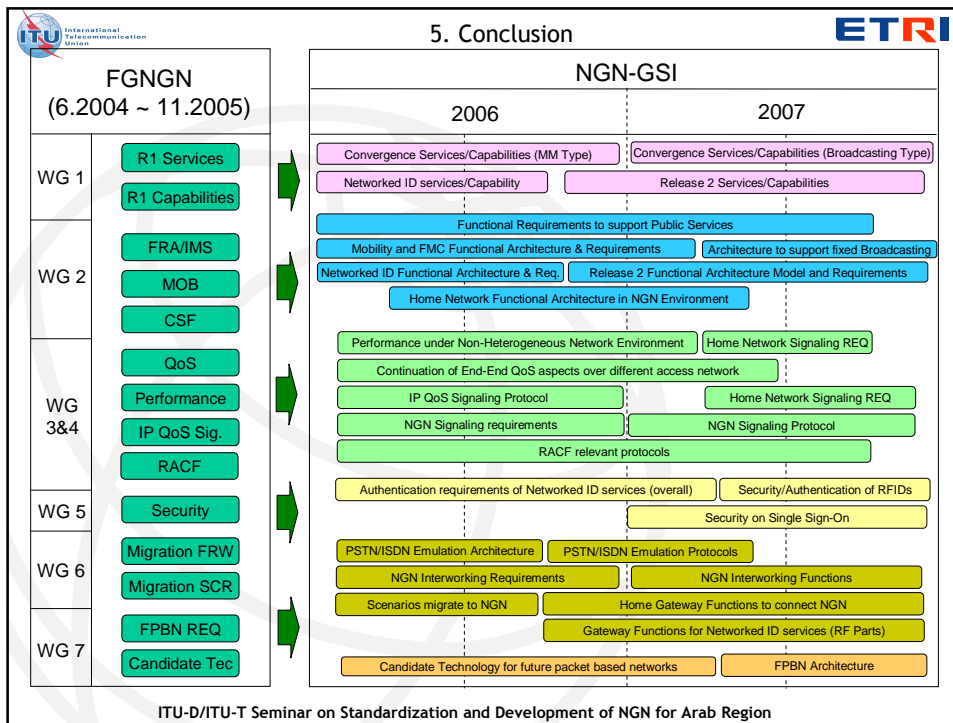 ITU
International
Telecommunication
Union
5. Conclusion
ETRI
FGNGN
(6.2004 ~ 11.2005)
NGN-GSI
2006
2007
WG 1
R1 Services
R1 Capabilities
Convergence Services/Capabilities (MM Type)
Convergence Services/Capabilities (Broadcasting Type)
Networked ID services/Capability
Release 2 Services/Capabilities
WG 2
FRA/IMS
MOB
CSF
Functional Requirements to support Public Services
Mobility and FMC Functional Architecture & Requirements
Architecture to support fixed Broadcasting
Networked ID Functional Architecture & Req.
Release 2 Functional Architecture Model and Requirements
Home Network Functional Architecture in NGN Environment
WG
3&4
QoS
Performance
IP QoS Sig.
RACF
Performance under Non-Heterogeneous Network Environment
Home Network Signaling REQ
Continuation of End-End QoS aspects over different access network
IP QoS Signaling Protocol
Home Network Signaling REQ
NGN Signaling requirements
NGN Signaling Protocol
RACF relevant protocols
WG 5
Security
Authentication requirements of Networked ID services (overall)
Security/Authentication of RFIDs
Security on Single Sign-On
WG 6
Migration FRW
Migration SCR
PSTN/ISDN Emulation Architecture
PSTN/ISDN Emulation Protocols
NGN Interworking Requirements
NGN Interworking Functions
Scenarios migrate to NGN
Home Gateway Functions to connect NGN
Gateway Functions for Networked ID services (RF Parts)
WG 7
FPBN REQ
Candidate Tec
Candidate Technology for future packet based networks
FPBN Architecture
ITU-D/ITU-T Seminar on Standardization and Development of NGN for Arab Region